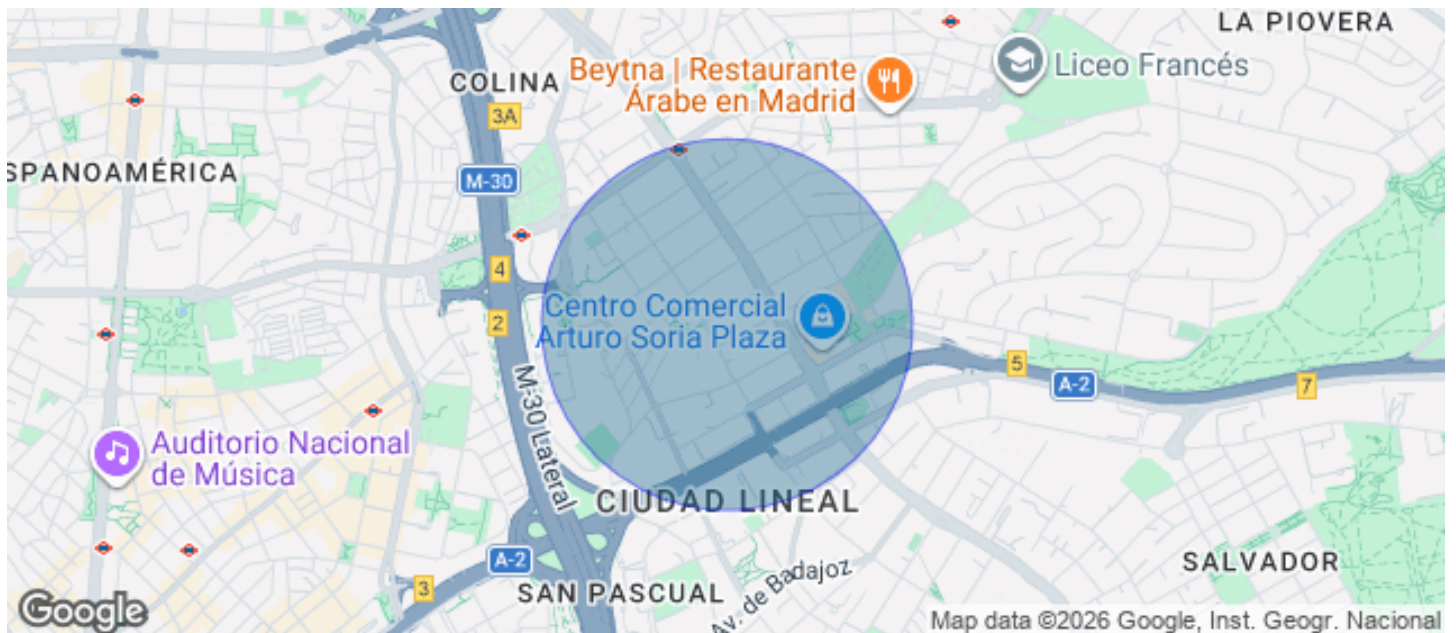 LA PIOVERA
COLINA
Beytna | Restaurante
Árabe en Madrid
Liceo Francés
3A
SPANOAMÉRICA
M-30
4
Centro Comercial
Arturo Soria Plaza
2
5
A-2
7
M-30 Lateral
Auditorio Nacional
de Música
CIUDAD LINEAL
A-2
SALVADOR
3
SAN PASCUAL
Av. de Badajoz
Google
Map data ©2026 Google, Inst. Geogr. Nacional